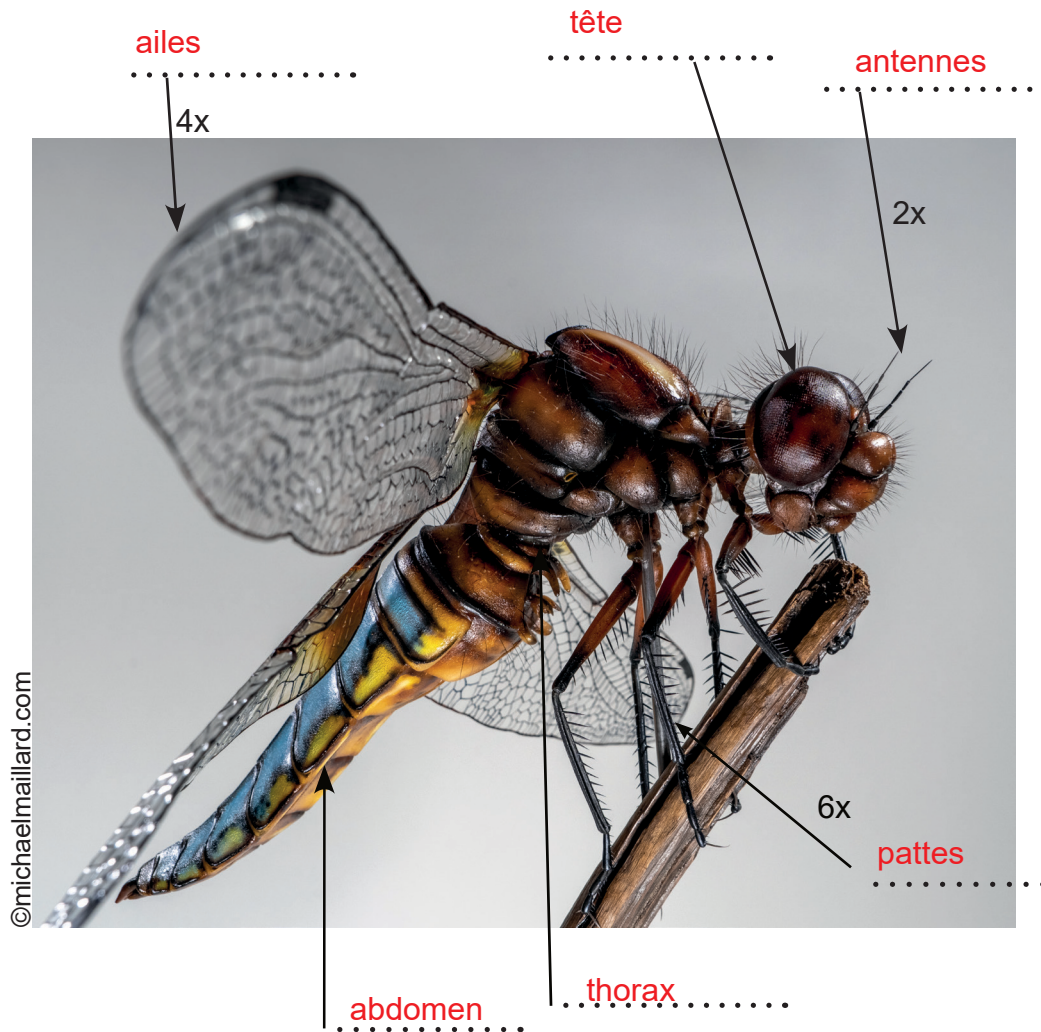 tête
ailes
antennes
4x
2x
©michaelmaillard.com
6x
pattes
thorax
abdomen